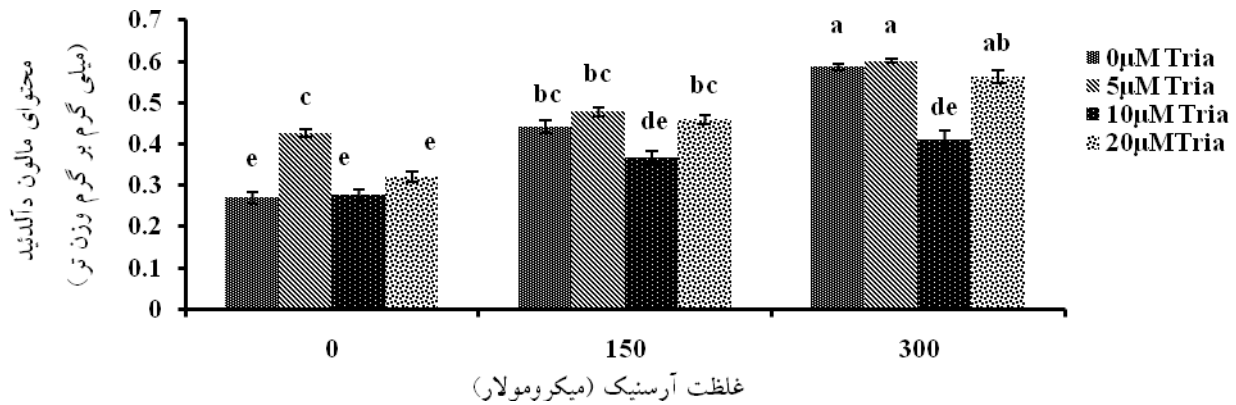 محتوای مالون دآلدئید
(میلی گرم بر گرم وزن تر)
0.7
0.6
0.5
0.4
0.3
0.2
0.1
0
e
c
e
e
bc
bc
de
bc
a
a
de
ab
0µM Tria
5µM Tria
10µM Tria
20µMTria
0
150
300
غلظت آرسنیک (میکرومولار)